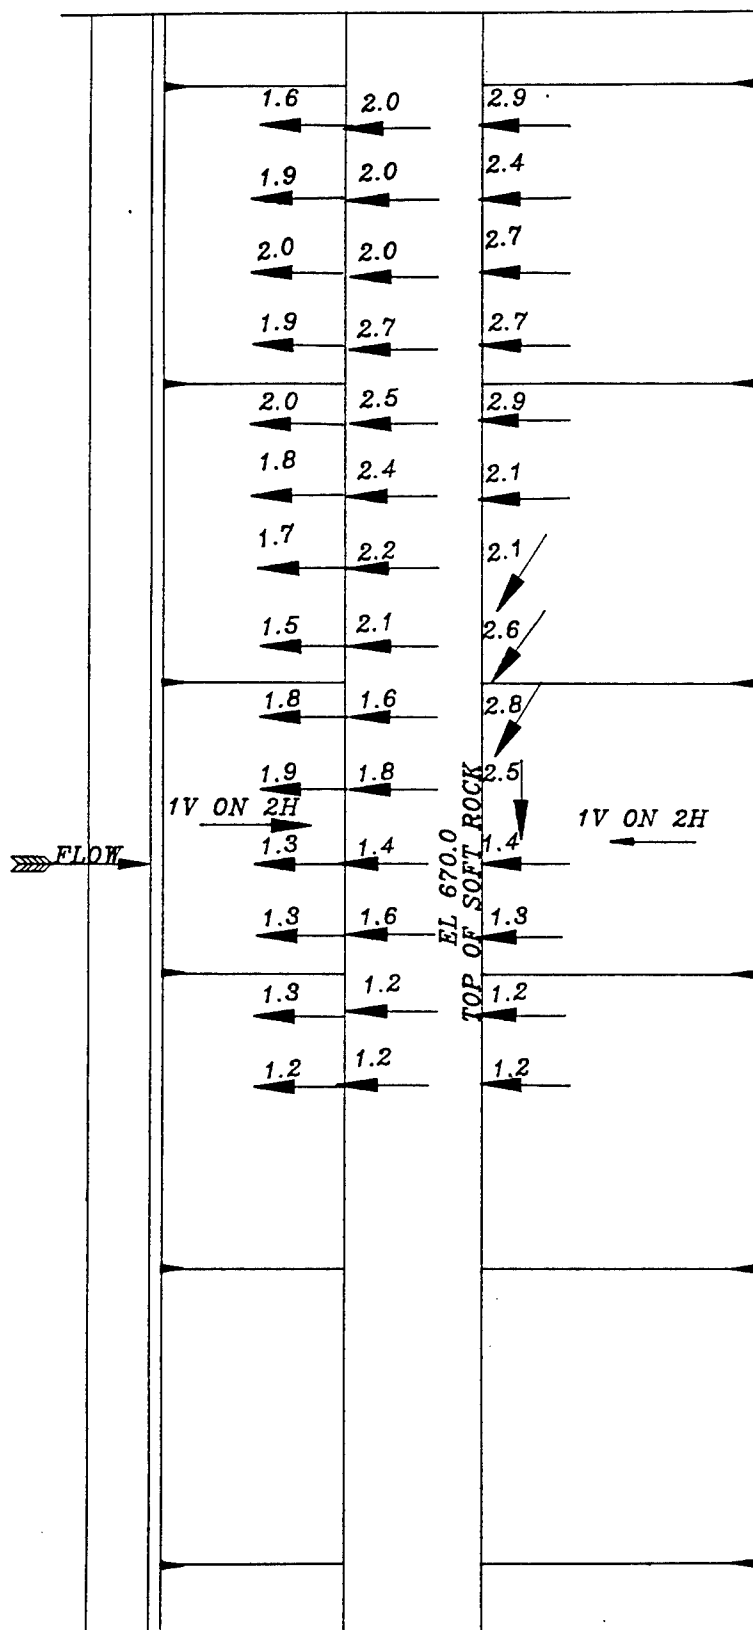 1.6 2.0 2.9
1.9 2.0 2.4
2.0 2.0 2.7
1.9 2.7 2.7
2.0 2.5 2.9
1.8 2.4 2.1
1.7 2.2 2.1
1.5 2.1 2.6
1.8 1.6 2.8
1.9 1.8 2.5
1V ON 2H
1V ON 2H
FLOW
1.3 1.4 1.4
EL 670.0
TOP OF SOFT ROCK
1.3 1.6 1.3
1.3 1.2 1.2
1.2 1.2 1.2